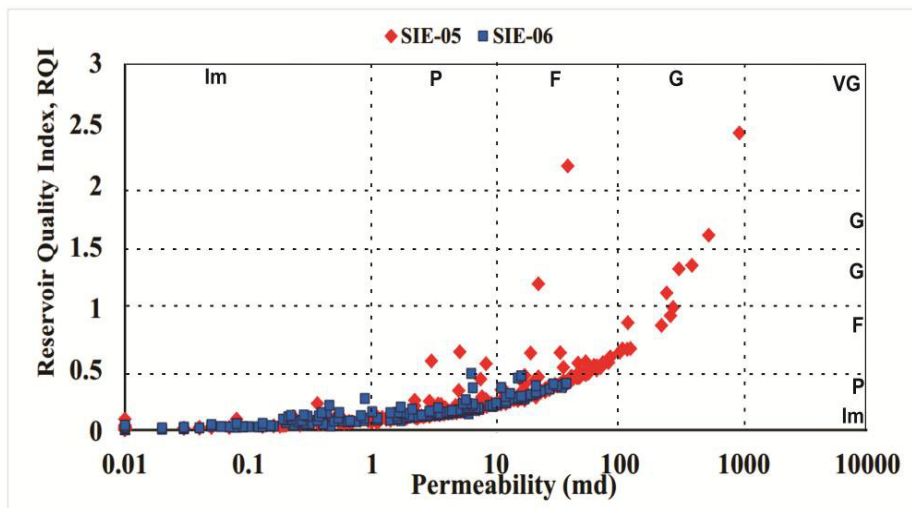 SIE-05 SIE-06
Reservoir Quality Index, RQI
3
2.5
2
1.5
1
0.5
0
Im P F G VG
G
G
F
P
Im
0.01 0.1 1 10 100 1000 10000
Permeability (md)